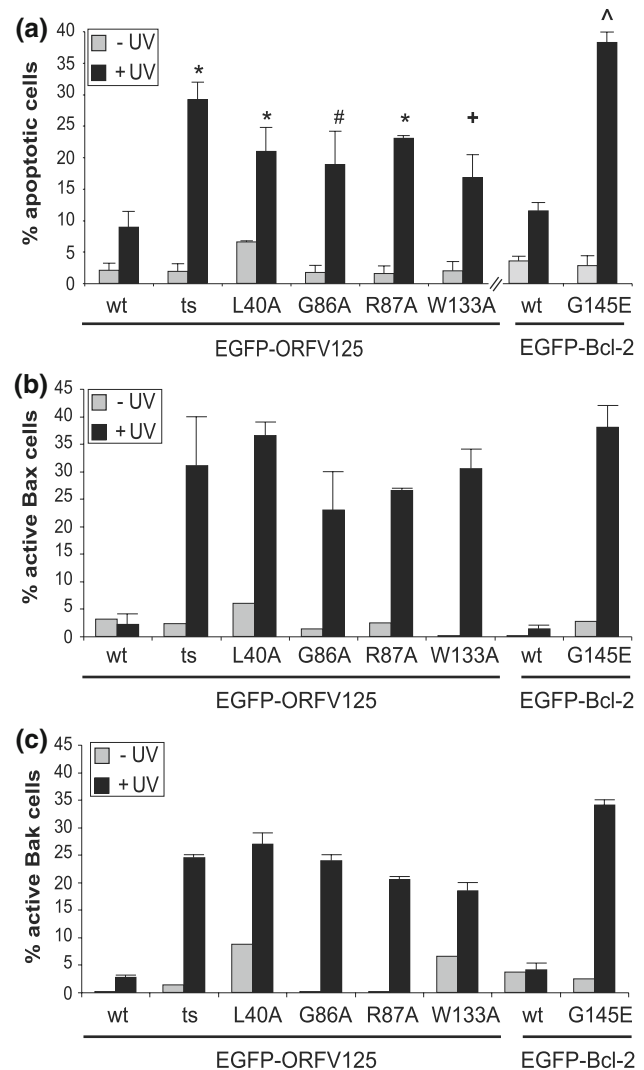 (a)
- UV
+ UV
% apoptotic cells
40
35
30
25
20
15
10
5
0
* * # * + ^
wt ts L40A G86A R87A W133A // wt G145E
EGFP-ORFV125 EGFP-Bcl-2
(b)
- UV
+ UV
% active Bax cells
45
40
35
30
25
20
15
10
5
0
wt ts L40A G86A R87A W133A wt G145E
EGFP-ORFV125 EGFP-Bcl-2
(c)
- UV
+ UV
% active Bak cells
45
40
35
30
25
20
15
10
5
0
wt ts L40A G86A R87A W133A wt G145E
EGFP-ORFV125 EGFP-Bcl-2